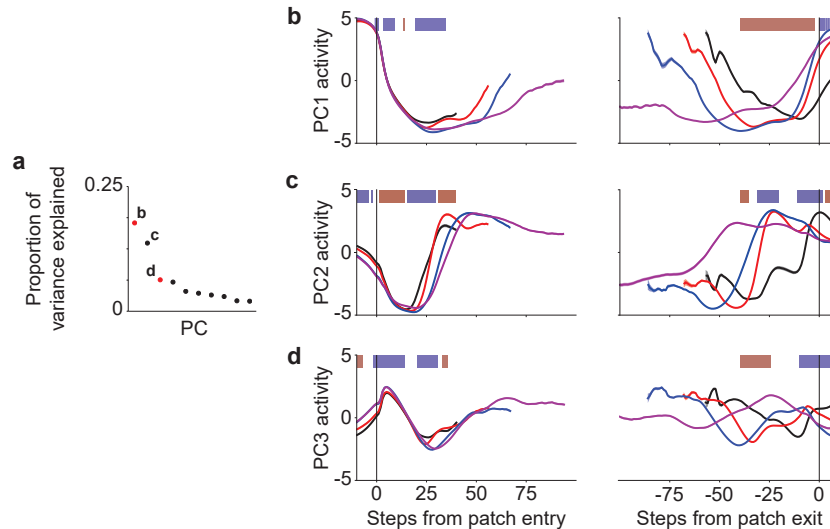 a
Proportion of
variance explained
0.25
0
b
c
d
PC
b
PC1 activity
5
0
-5
c
PC2 activity
5
0
-5
d
PC3 activity
5
0
-5
0
25
50
75
Steps from patch entry
-75
-50
-25
0
Steps from patch exit